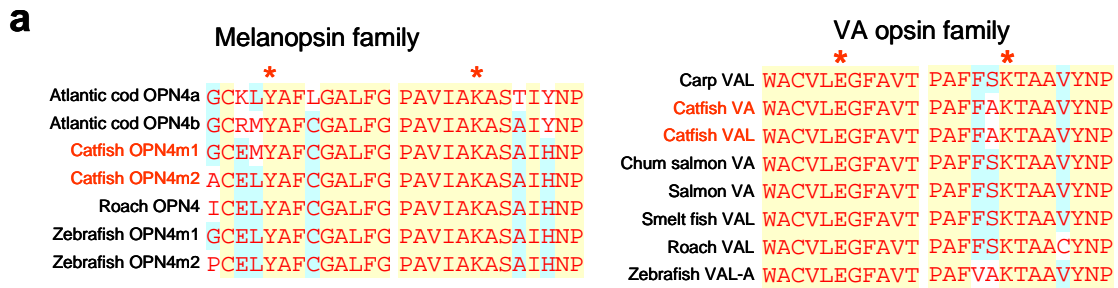 a
Melanopsin family
* *
Atlantic cod OPN4a GCKLYAFLGALFG PAVIAKASTIYNP
Atlantic cod OPN4b GCRMYAFCGALFG PAVIAKASAIYNP
Catfish OPN4m1 GCEMYAFCGALFG PAVIAKASAIHNP
Catfish OPN4m2 ACELYAFCGALFG PAVIAKASAIHNP
Roach OPN4 ICELYAFCGALFG PAVIAKASAIHNP
Zebrafish OPN4m1 GCELYAFCGALFG PAVIAKASAIHNP
Zebrafish OPN4m2 PCELYAFCGALFG PAVIAKASAIHNP
VA opsin family
* *
Carp VAL WACVLEGFAVT PAFFSKTAAVYNP
Catfish VA WACVLEGFAVT PAFFAKTAAVYNP
Catfish VAL WACVLEGFAVT PAFFAKTAAVYNP
Chum salmon VA WACVLEGFAVT PAFFSKTAAVYNP
Salmon VA WACVLEGFAVT PAFFSKTAAVYNP
Smelt fish VAL WACVLEGFAVT PAFFSKTAAVYNP
Roach VAL WACVLEGFAVT PAFFSKTAACYNP
Zebrafish VAL-A WACVLEGFAVT PAFVAKTAAVYNP